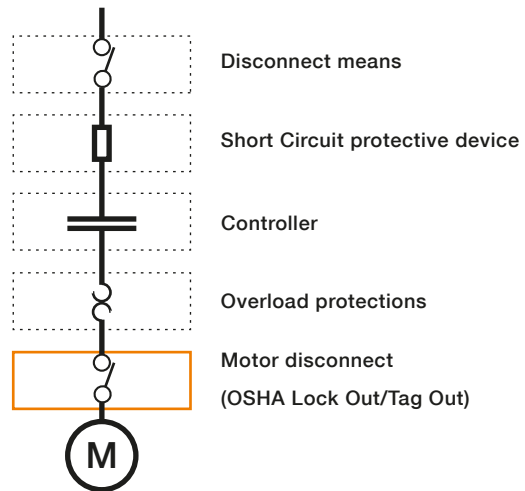 Disconnect means
Short Circuit protective device
Controller
Overload protections
Motor disconnect
(OSHA Lock Out/Tag Out)
M